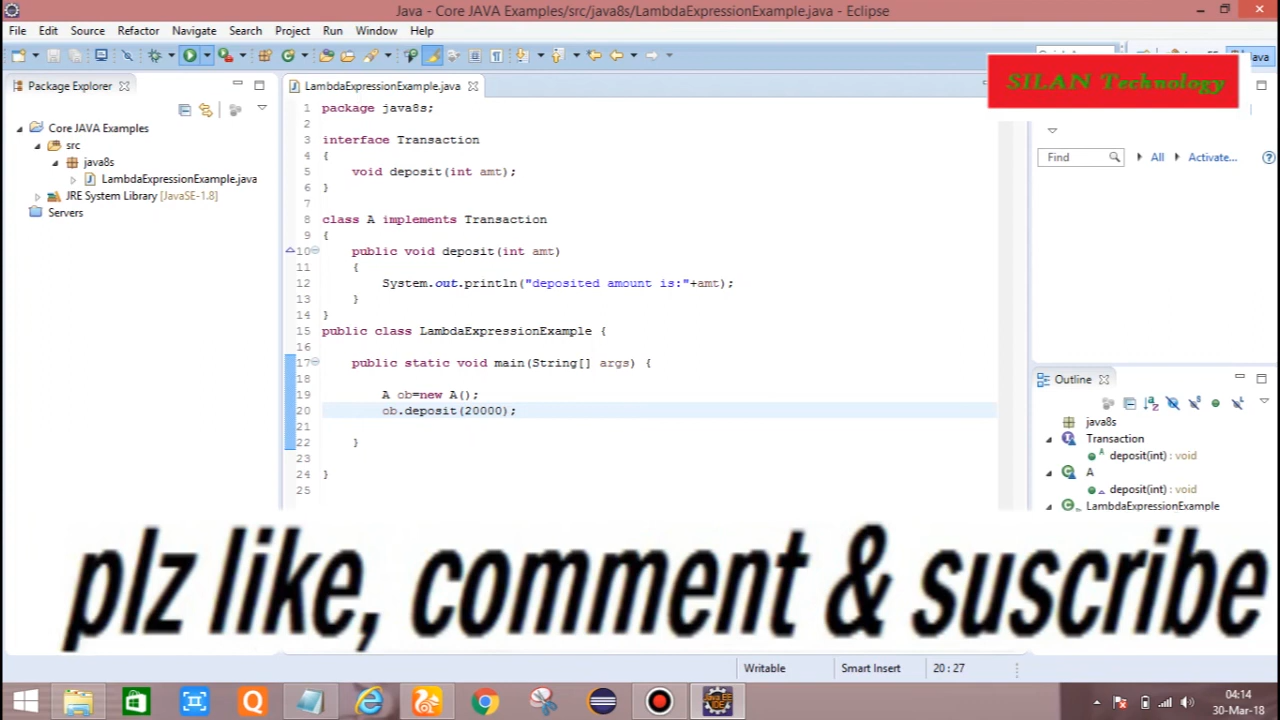 Java - Core JAVA Examples/src/java8s/LambdaExpressionExample.java - Eclipse
File Edit Source Refactor Navigate Search Project Run Window Help
SILAN Technology
Java
Package Explorer
LambdaExpressionExample.java
Core JAVA Examples
src
java8s
LambdaExpressionExample.java
JRE System Library [JavaSE-1.8]
Servers
1 package java8s;
2
3 interface Transaction
4 {
5 void deposit(int amt);
6 }
7
8 class A implements Transaction
9 {
10 public void deposit(int amt)
11 {
12 System.out.println("deposited amount is:"+amt);
13 }
14 }
15 public class LambdaExpressionExample {
16
17 public static void main(String[] args) {
18
19 A ob=new A();
20 ob.deposit(20000);
21
22 }
23
24 }
25
Find All Activate...
Outline
java8s
Transaction
deposit(int) : void
A
deposit(int) : void
LambdaExpressionExample
plz like, comment & suscribe
Writable Smart Insert 20 : 27
04:14
30-Mar-18